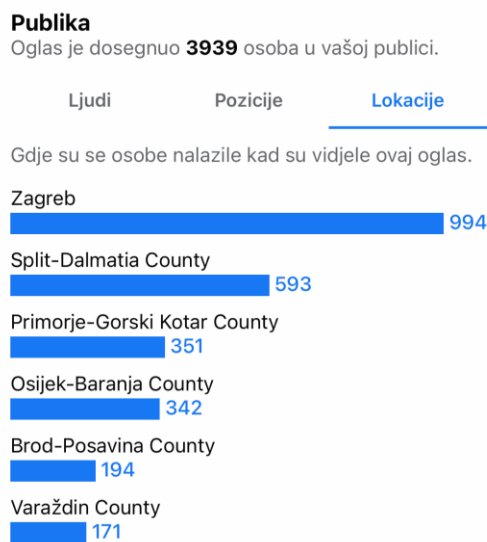 Publika
Oglas je dosegnuo 3939 osoba u vašoj publici.
Ljudi Pozicije Lokacije
Gdje su se osobe nalazile kad su vidjele ovaj oglas.
Zagreb
994
Split-Dalmatia County
593
Primorje-Gorski Kotar County
351
Osijek-Baranja County
342
Brod-Posavina County
194
Varaždin County
171